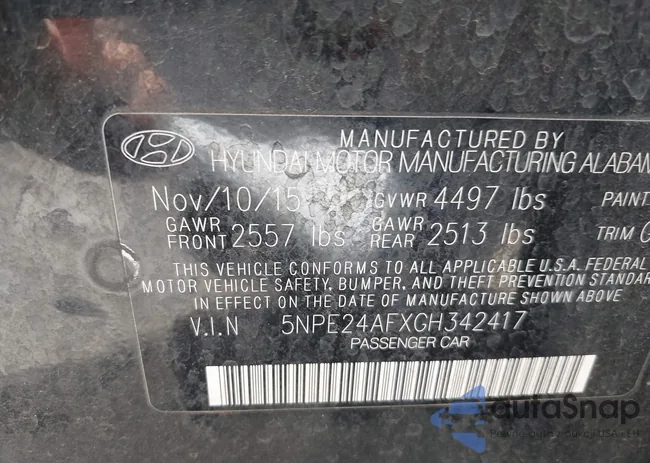 MANUFACTURED BY
HYUNDAI MOTOR MANUFACTURING ALABAM
Nov/10/15 GVWR 4497 lbs PAINT
GAWR FRONT 2557 lbs GAWR REAR 2513 lbs TRIM
THIS VEHICLE CONFORMS TO ALL APPLICABLE U.S.A. FEDERAL
MOTOR VEHICLE SAFETY, BUMPER, AND THEFT PREVENTION STANDAR
IN EFFECT ON THE DATE OF MANUFACTURE SHOWN ABOVE
V.I.N 5NPE24AFXGH342417
PASSENGER CAR
autoSnap